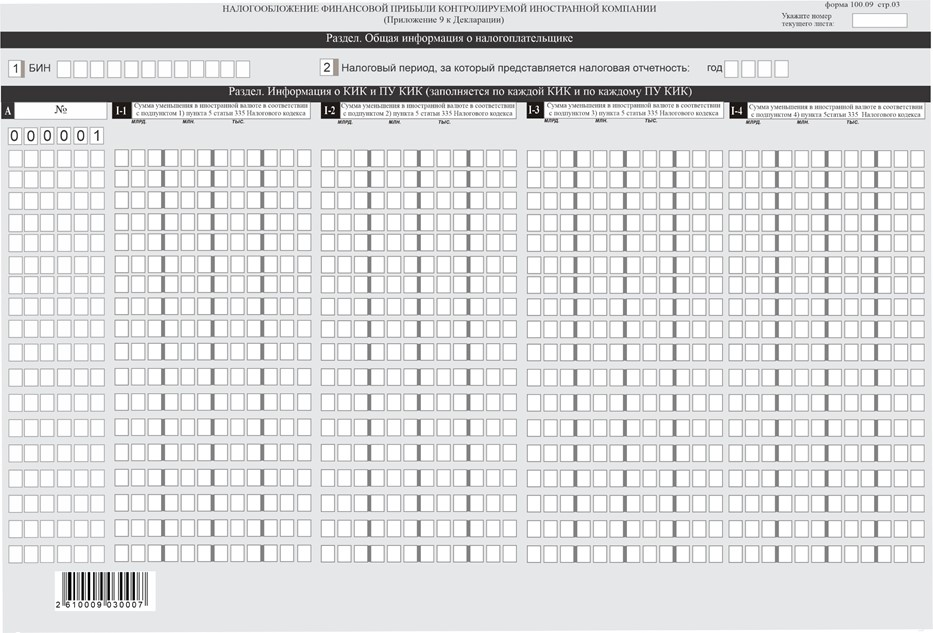 НАЛОГООБЛОЖЕНИЕ ФИНАНСОВОЙ ПРИБЫЛИ КОНТРОЛИРУЕМОЙ ИНОСТРАННОЙ КОМПАНИИ
(Приложение 9 к Декларации)
форма 100.09 стр.03
Укажите номер
текущего листа:
Раздел. Общая информация о налогоплательщике
1 БИН
2 Налоговый период, за который представляется налоговая отчетность: год
Раздел. Информация о КИК и ПУ КИК (заполняется по каждой КИК и по каждому ПУ КИК)
A №
I-1 Сумма уменьшения в иностранной валюте в соответствии
с подпунктом 1) пункта 5 статьи 335 Налогового кодекса
МЛРД. МЛН. ТЫС.
I-2 Сумма уменьшения в иностранной валюте в соответствии
с подпунктом 2) пункта 5 статьи 335 Налогового кодекса
МЛРД. МЛН. ТЫС.
I-3 Сумма уменьшения в иностранной валюте в соответствии
с подпунктом 3) пункта 5 статьи 335 Налогового кодекса
МЛРД. МЛН. ТЫС.
I-4 Сумма уменьшения в иностранной валюте в соответствии
с подпунктом 4) пункта 5статьи 335 Налогового кодекса
МЛРД. МЛН. ТЫС.
0 0 0 0 0 1
2 610009 030007